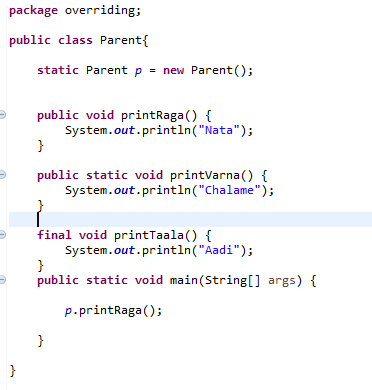 package overriding;
public class Parent{
static Parent p = new Parent();
public void printRaga() {
System.out.println("Nata");
}
public static void printVarna() {
System.out.println("Chalame");
}
final void printTaala() {
System.out.println("Aadi");
}
public static void main(String[] args) {
p.printRaga();
}
}